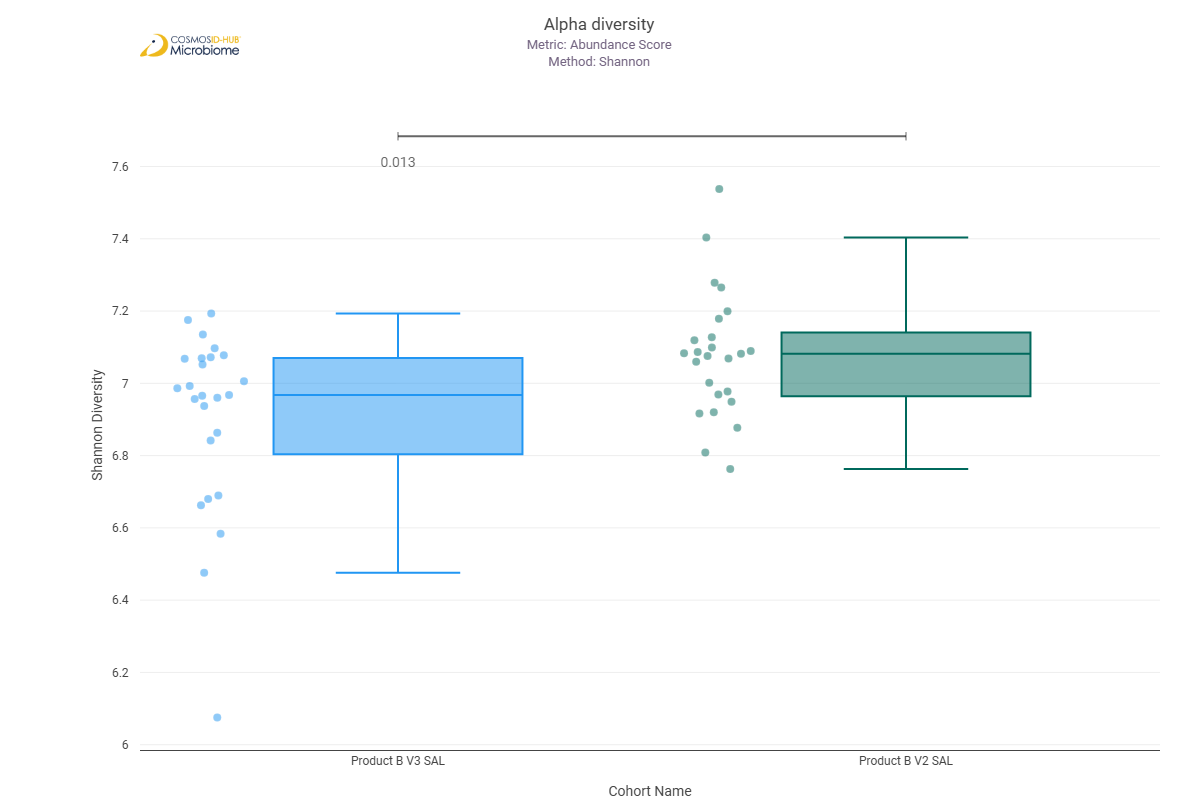 Alpha diversity
COSMOSID-HUB
Microbiome
Metric: Abundance Score
Method: Shannon
0.013
7.6
7.4
7.2
7
6.8
6.6
6.4
6.2
6
Shannon Diversity
Product B V3 SAL
Product B V2 SAL
Cohort Name